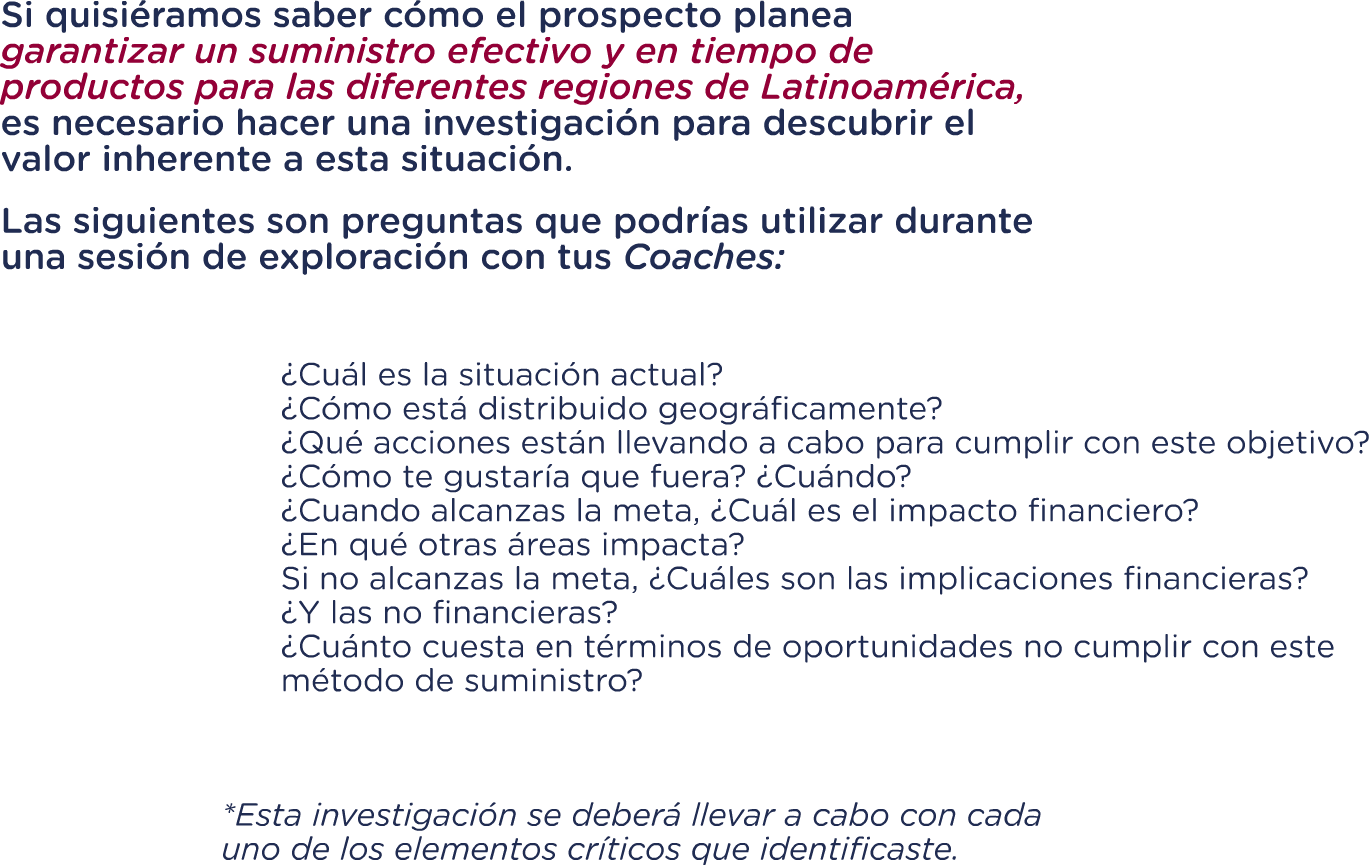 Si quisiéramos saber cómo el prospecto planea
garantizar un suministro efectivo y en tiempo de
productos para las diferentes regiones de Latinoamérica,
es necesario hacer una investigación para descubrir el
valor inherente a esta situación.
Las siguientes son preguntas que podrías utilizar durante
una sesión de exploración con tus Coaches:
¿Cuál es la situación actual?
¿Cómo está distribuido geográficamente?
¿Qué acciones están llevando a cabo para cumplir con este objetivo?
¿Cómo te gustaría que fuera? ¿Cuándo?
¿Cuando alcanzas la meta, ¿Cuál es el impacto financiero?
¿En qué otras áreas impacta?
Si no alcanzas la meta, ¿Cuáles son las implicaciones financieras?
¿Y las no financieras?
¿Cuánto cuesta en términos de oportunidades no cumplir con este
método de suministro?
*Esta investigación se deberá llevar a cabo con cada
uno de los elementos críticos que identificaste.